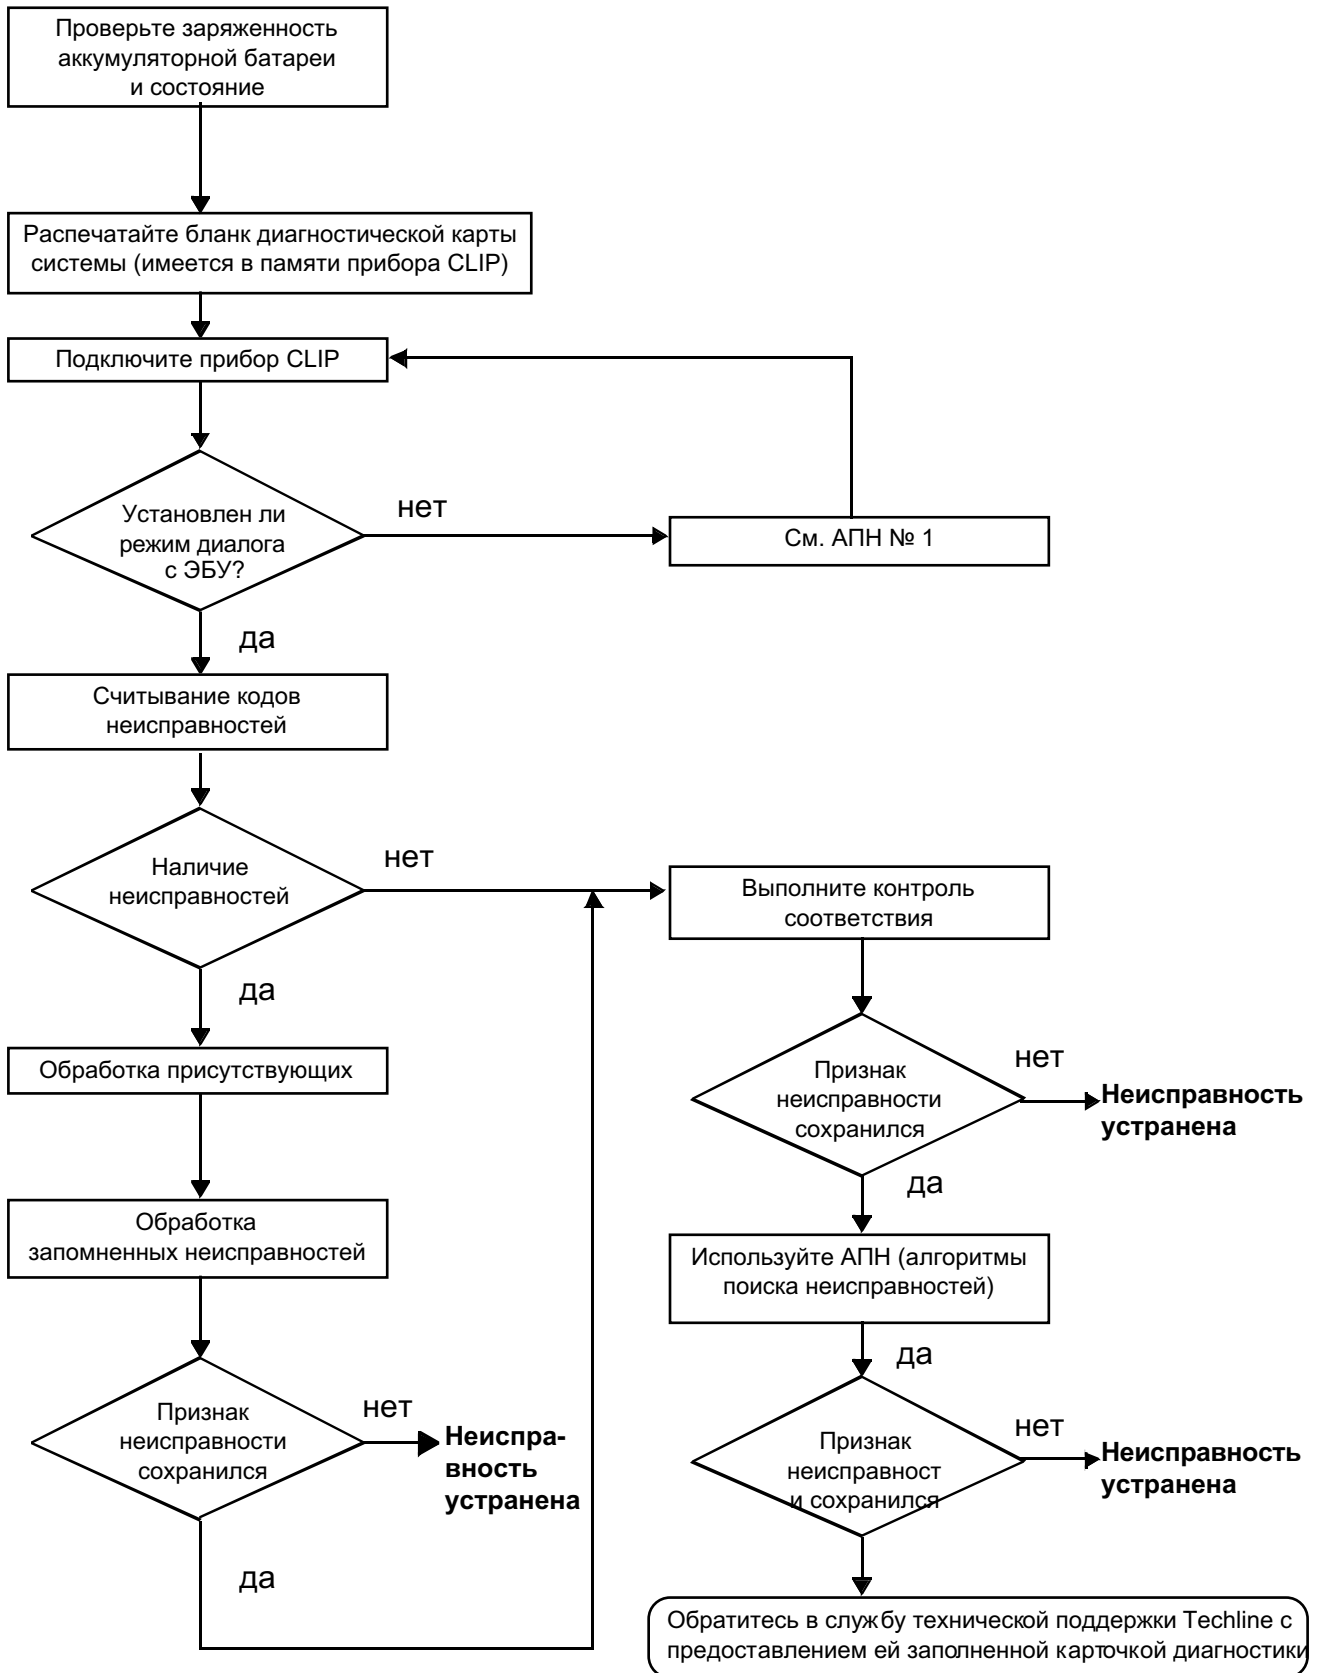 Проверьте заряженность
аккумуляторной батареи
и состояние
Распечатайте бланк диагностической карты
системы (имеется в памяти прибора CLIP)
Подключите прибор CLIP
Установлен ли
режим диалога
с ЭБУ?
нет
См. АПН № 1
да
Считывание кодов
неисправностей
Наличие
неисправностей
нет
Выполните контроль
соответствия
да
Обработка присутствующих
Признак
неисправности
сохранился
нет
Неисправность
устранена
да
Обработка
запомненных неисправностей
Используйте АПН (алгоритмы
поиска неисправностей)
да
Признак
неисправности
сохранился
нет
Неиспра-
вность
устранена
да
Признак
неисправност
и сохранился
нет
Неисправность
устранена
Обратитесь в службу технической поддержки Techline с
предоставлением ей заполненной карточкой диагностики